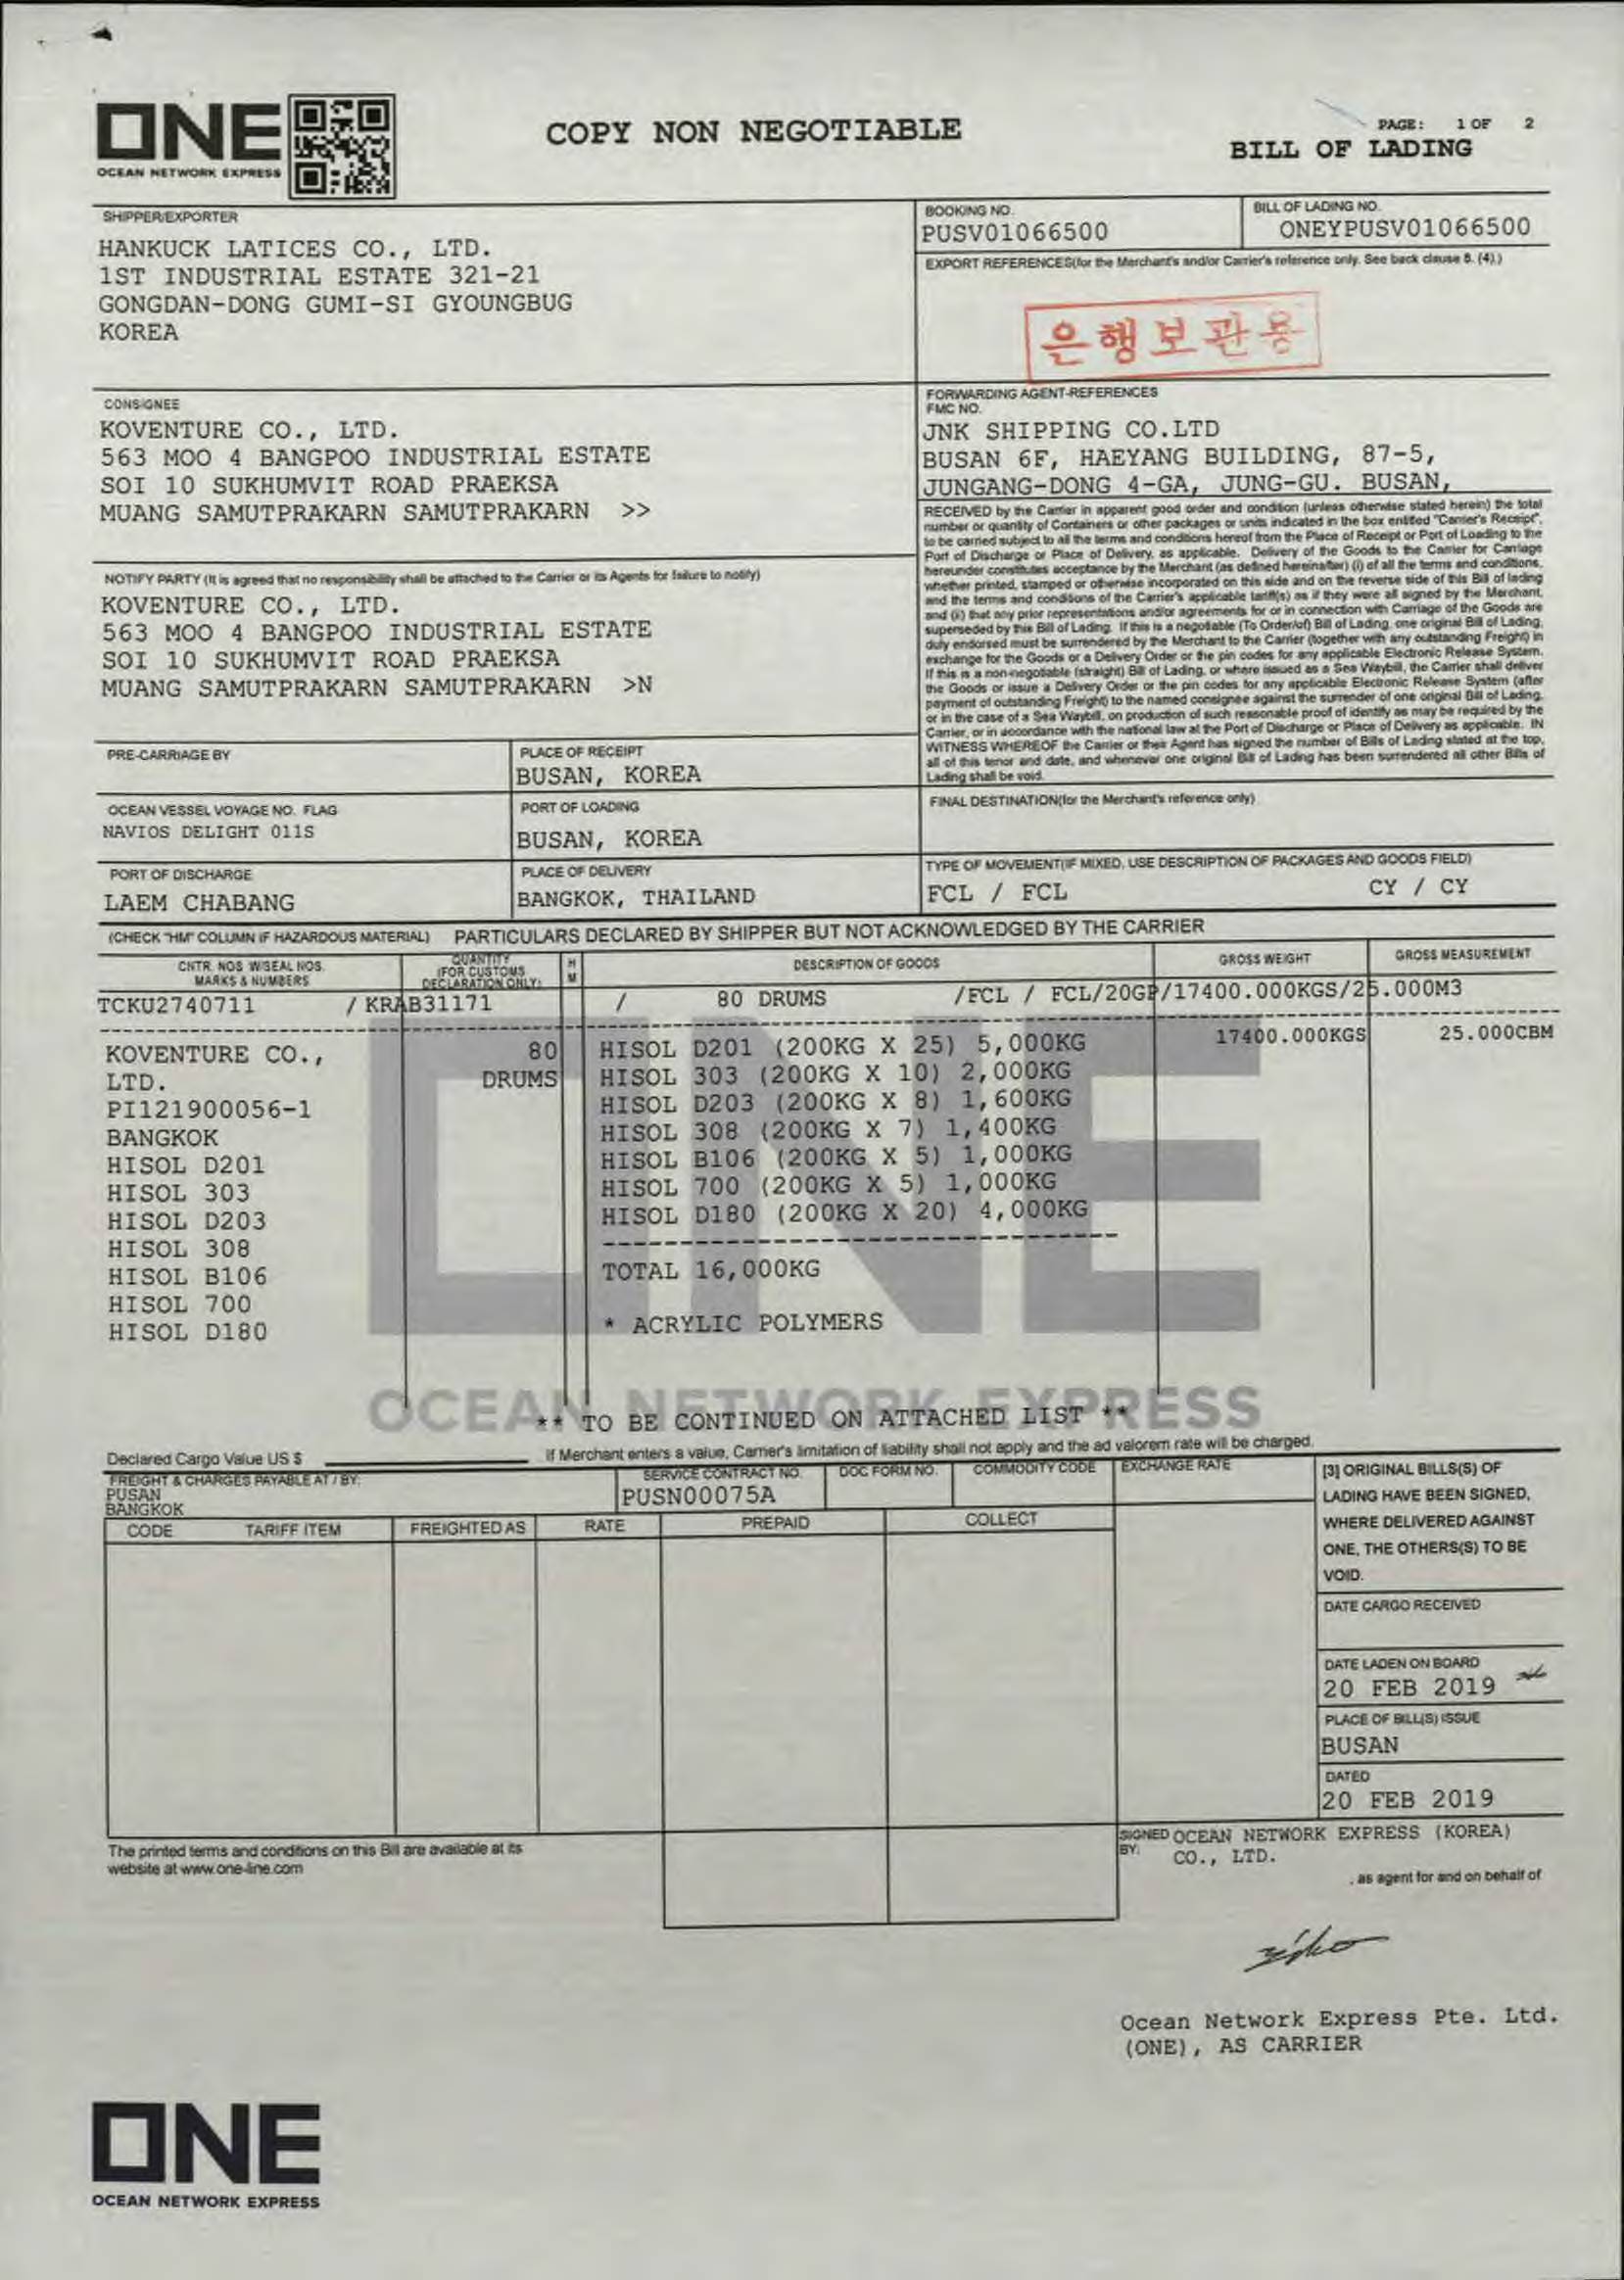 ONE
OCEAN NETWORK EXPRESS
COPY NON NEGOTIABLE
PAGE: 1 OF 2
BILL OF LADING
SHIPPER/EXPORTER
HANKUCK LATICES CO., LTD.
1ST INDUSTRIAL ESTATE 321-21
GONGDAN-DONG GUMI-SI GYOUNGBUG
KOREA
BOOKING NO.
PUSV01066500
BILL OF LADING NO.
ONEYPUSV01066500
EXPORT REFERENCES(for the Merchant's and/or Carrier's reference only. See back clause 8. (4).)
은행보관용
CONSIGNEE
KOVENTURE CO., LTD.
563 MOO 4 BANGPOO INDUSTRIAL ESTATE
SOI 10 SUKHUMVIT ROAD PRAEKSA
MUANG SAMUTPRAKARN SAMUTPRAKARN >>
FORWARDING AGENT-REFERENCES
FMC NO.
JNK SHIPPING CO.LTD
BUSAN 6F, HAEYANG BUILDING, 87-5,
JUNGANG-DONG 4-GA, JUNG-GU. BUSAN,
RECEIVED by the Carrier in apparent good order and condition (unless otherwise stated herein) the total
number or quantity of Containers or other packages or units indicated in the box entitled "Carrier's Receipt",
to be carried subject to all the terms and conditions hereof from the Place of Receipt or Port of Loading to the
Port of Discharge or Place of Delivery, as applicable. Delivery of the Goods to the Carrier for Carriage
hereunder constitutes acceptance by the Merchant (as defined hereinafter) (i) of all the terms and conditions,
whether printed, stamped or otherwise incorporated on this side and on the reverse side of this Bill of lading
and the terms and conditions of the Carrier's applicable tariff(s) as if they were all signed by the Merchant,
and (ii) that any prior representations and/or agreements for or in connection with Carriage of the Goods are
superseded by this Bill of Lading. If this is a negotiable (To Order/of) Bill of Lading, one original Bill of Lading,
duly endorsed must be surrendered by the Merchant to the Carrier (together with any outstanding Freight) in
exchange for the Goods or a Delivery Order or the pin codes for any applicable Electronic Release System.
If this is a non-negotiable (straight) Bill of Lading, or where issued as a Sea Waybill, the Carrier shall deliver
the Goods or issue a Delivery Order or the pin codes for any applicable Electronic Release System (after
payment of outstanding Freight) to the named consignee against the surrender of one original Bill of Lading,
or in the case of a Sea Waybill, on production of such reasonable proof of identify as may be required by the
Carrier, or in accordance with the national law at the Port of Discharge or Place of Delivery as applicable. IN
WITNESS WHEREOF the Carrier or their Agent has signed the number of Bills of Lading stated at the top,
all of this tenor and date, and whenever one original Bill of Lading has been surrendered all other Bills of
Lading shall be void.
NOTIFY PARTY (It is agreed that no responsibility shall be attached to the Carrier or its Agents for failure to notify)
KOVENTURE CO., LTD.
563 MOO 4 BANGPOO INDUSTRIAL ESTATE
SOI 10 SUKHUMVIT ROAD PRAEKSA
MUANG SAMUTPRAKARN SAMUTPRAKARN >N
PRE-CARRIAGE BY
PLACE OF RECEIPT
BUSAN, KOREA
OCEAN VESSEL VOYAGE NO. FLAG
NAVIOS DELIGHT 011S
PORT OF LOADING
BUSAN, KOREA
FINAL DESTINATION(for the Merchant's reference only)
PORT OF DISCHARGE
LAEM CHABANG
PLACE OF DELIVERY
BANGKOK, THAILAND
TYPE OF MOVEMENT(IF MIXED, USE DESCRIPTION OF PACKAGES AND GOODS FIELD)
FCL / FCL CY / CY
(CHECK "HM" COLUMN IF HAZARDOUS MATERIAL) PARTICULARS DECLARED BY SHIPPER BUT NOT ACKNOWLEDGED BY THE CARRIER
CNTR. NOS. W/SEAL NOS.
MARKS & NUMBERS
QUANTITY
(FOR CUSTOMS
DECLARATION ONLY)
H
M
DESCRIPTION OF GOODS
GROSS WEIGHT
GROSS MEASUREMENT
TCKU2740711 / KRAB31171 / 80 DRUMS /FCL / FCL/20GP/17400.000KGS/25.000M3
KOVENTURE CO.,
LTD.
PI121900056-1
BANGKOK
HISOL D201
HISOL 303
HISOL D203
HISOL 308
HISOL B106
HISOL 700
HISOL D180
80
DRUMS
HISOL D201 (200KG X 25) 5,000KG
HISOL 303 (200KG X 10) 2,000KG
HISOL D203 (200KG X 8) 1,600KG
HISOL 308 (200KG X 7) 1,400KG
HISOL B106 (200KG X 5) 1,000KG
HISOL 700 (200KG X 5) 1,000KG
HISOL D180 (200KG X 20) 4,000KG
TOTAL 16,000KG
* ACRYLIC POLYMERS
17400.000KGS
25.000CBM
ONE
OCEAN NETWORK EXPRESS
** TO BE CONTINUED ON ATTACHED LIST **
Declared Cargo Value US $
If Merchant enters a value, Carrier's limitation of liability shall not apply and the ad valorem rate will be charged.
FREIGHT & CHARGES PAYABLE AT / BY:
PUSAN
BANGKOK
SERVICE CONTRACT NO.
PUSN00075A
DOC FORM NO.
COMMODITY CODE
EXCHANGE RATE
CODE
TARIFF ITEM
FREIGHTED AS
RATE
PREPAID
COLLECT
[3] ORIGINAL BILLS(S) OF
LADING HAVE BEEN SIGNED,
WHERE DELIVERED AGAINST
ONE, THE OTHERS(S) TO BE
VOID.
DATE CARGO RECEIVED
DATE LADEN ON BOARD
20 FEB 2019
PLACE OF BILL(S) ISSUE
BUSAN
DATED
20 FEB 2019
The printed terms and conditions on this Bill are available at its
website at www.one-line.com
SIGNED BY: OCEAN NETWORK EXPRESS (KOREA)
CO., LTD.
, as agent for and on behalf of
Ocean Network Express Pte. Ltd.
(ONE), AS CARRIER
ONE
OCEAN NETWORK EXPRESS